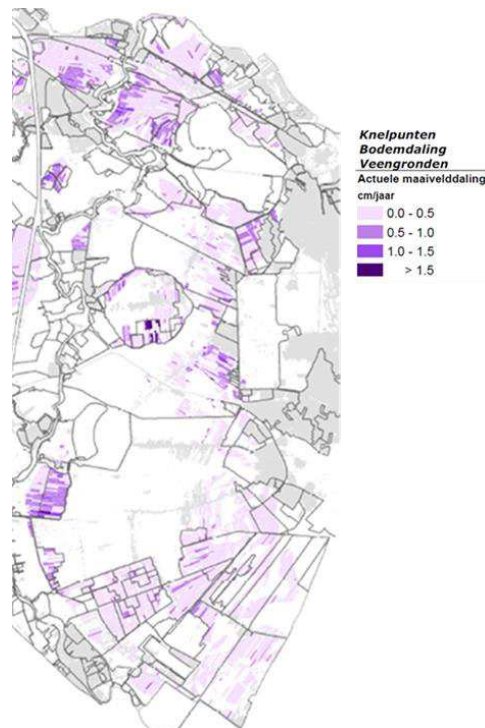 Knelpunten
Bodemdaling
Veengronden
Actuele maaivelddaling
cm/jaar
0.0 - 0.5
0.5 - 1.0
1.0 - 1.5
> 1.5